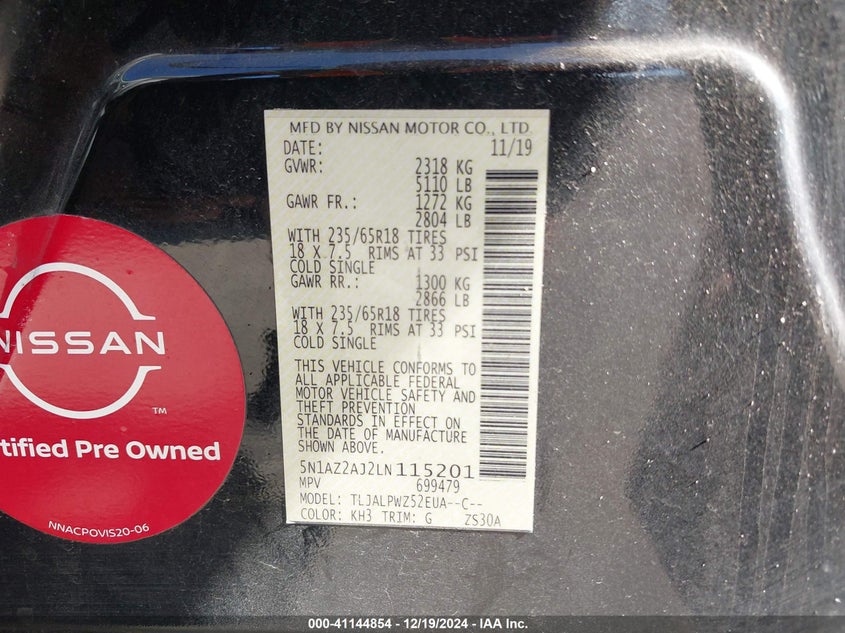 MFD BY NISSAN MOTOR CO., LTD.
DATE: 11/19
GVWR: 2318 KG
5110 LB
GAWR FR.: 1272 KG
2804 LB
WITH 235/65R18 TIRES
18 X 7.5 RIMS AT 33 PSI
COLD SINGLE
GAWR RR.: 1300 KG
2866 LB
WITH 235/65R18 TIRES
18 X 7.5 RIMS AT 33 PSI
COLD SINGLE
THIS VEHICLE CONFORMS TO
ALL APPLICABLE FEDERAL
MOTOR VEHICLE SAFETY AND
THEFT PREVENTION
STANDARDS IN EFFECT ON
THE DATE OF MANUFACTURE
SHOWN ABOVE.
5N1AZ2AJ2LN115201
MPV 699479
MODEL: TLJALPWZ52EUA--C--
COLOR: KH3 TRIM: G ZS30A
NISSAN
TM
tified Pre Owned
NNACPOVIS20-06
000-41144854 - 12/19/2024 - IAA Inc.